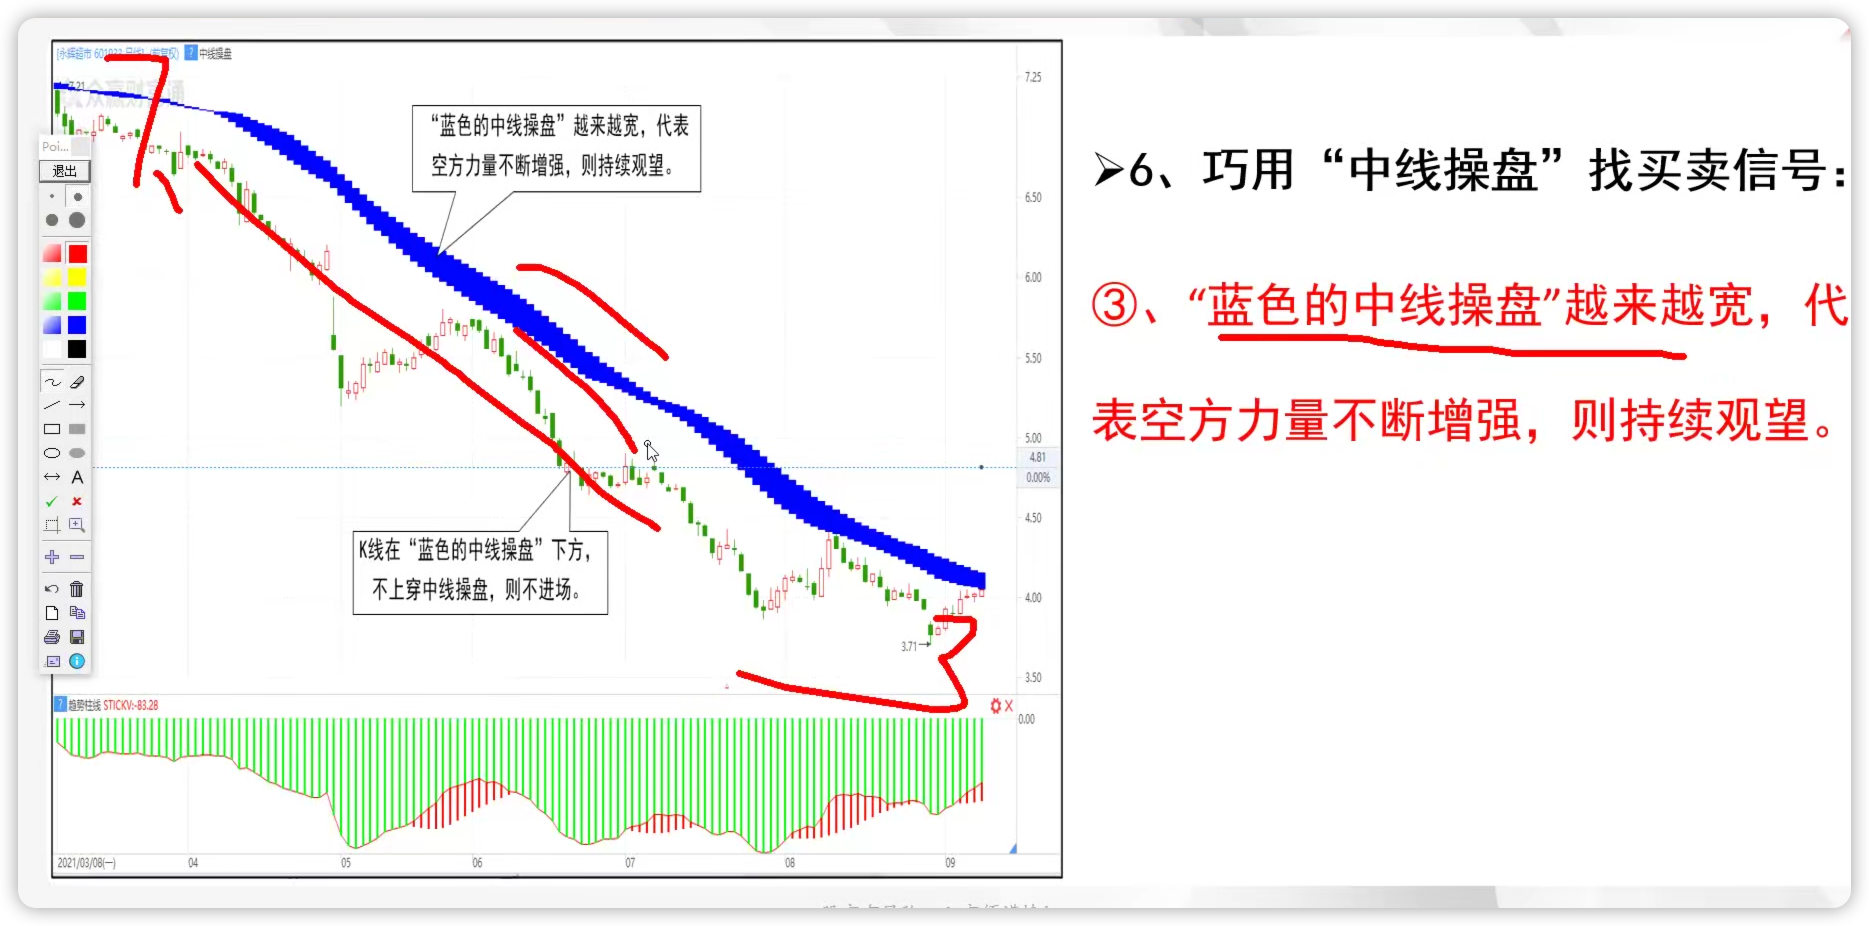 [永辉超市 601933 日线] (前复权) ? 中线操盘
众赢财富通
7.21
7.25
“蓝色的中线操盘”越来越宽，代表
空方力量不断增强，则持续观望。
Poi...
退出
6.50
6.00
5.50
5.00
4.81
0.00%
4.50
4.00
3.50
K线在“蓝色的中线操盘”下方，
不上穿中线操盘，则不进场。
3.71
A
? 趋势柱线 STICKV:-83.28
0.00
2021/03/08(一)
04
05
06
07
08
09
➢6、巧用“中线操盘”找买卖信号：
③、“蓝色的中线操盘”越来越宽，代
表空方力量不断增强，则持续观望。